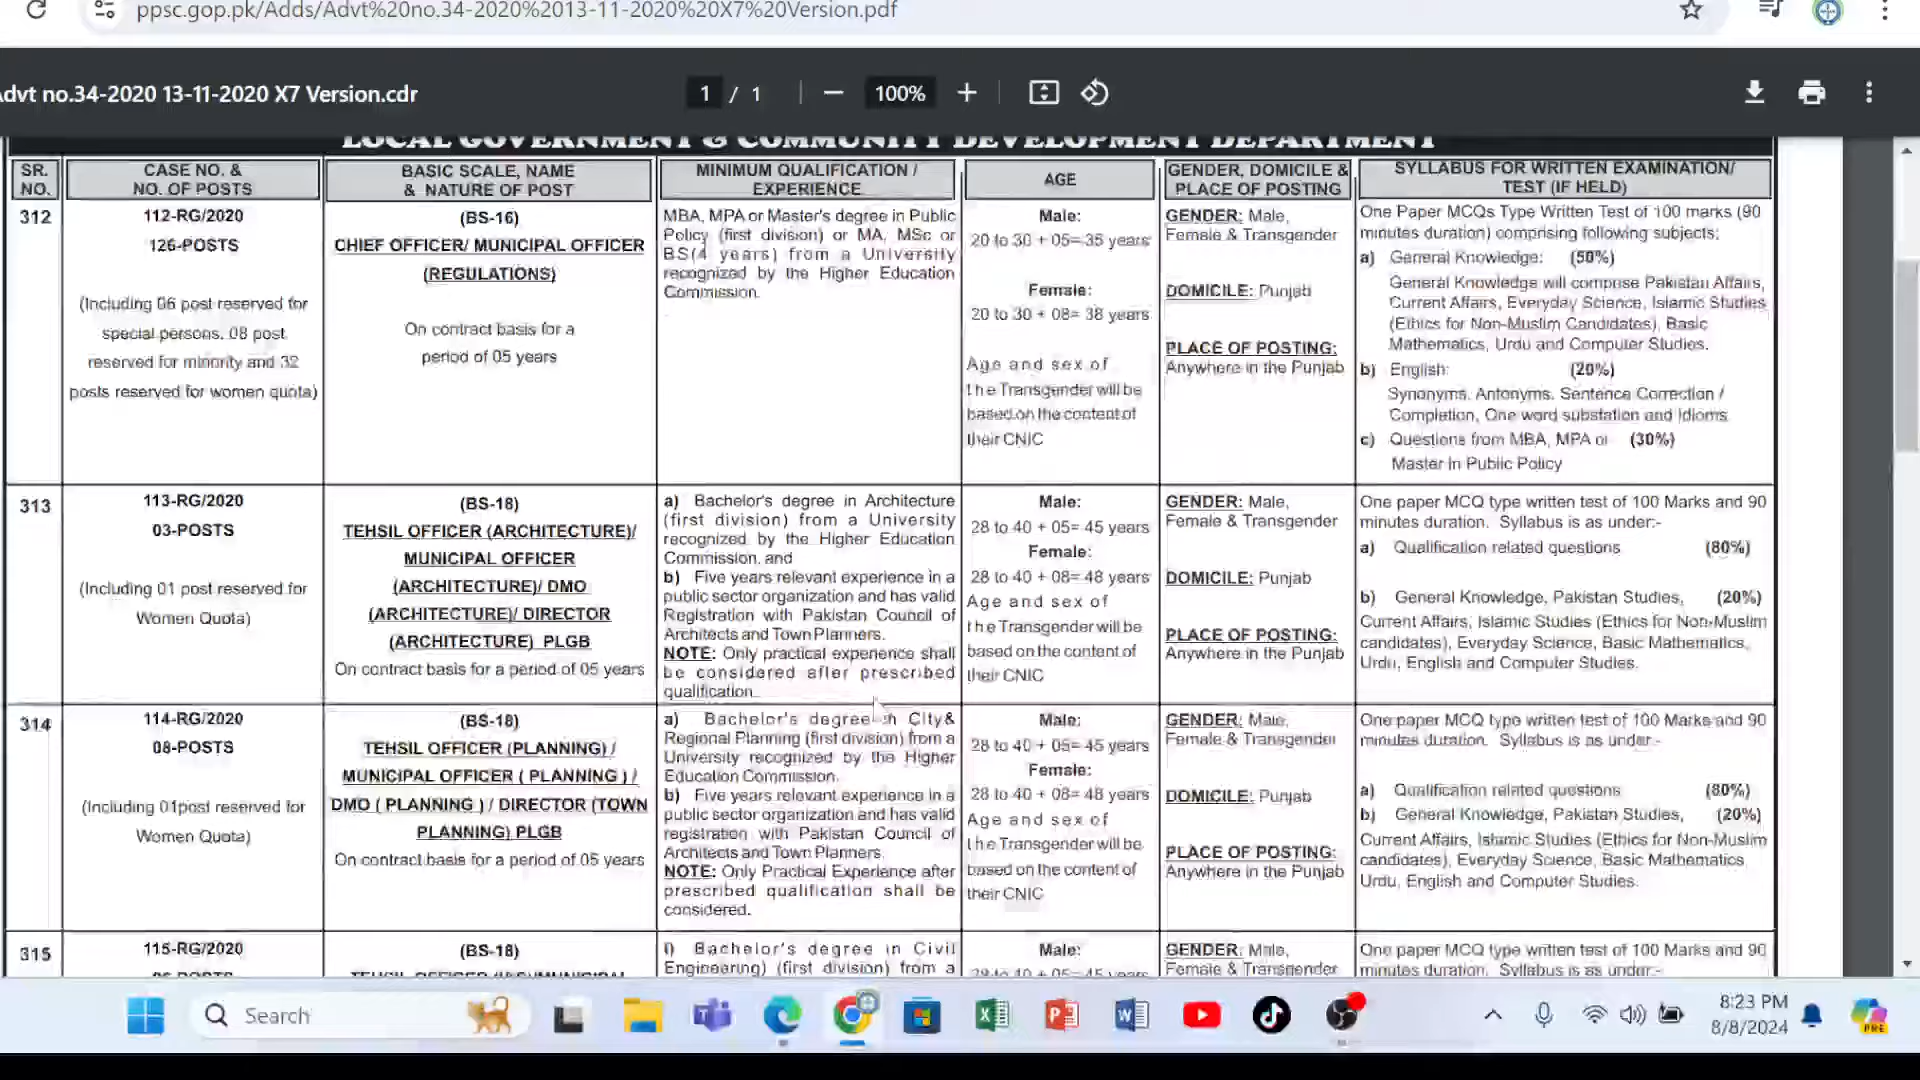 ppsc.gop.pk/Adds/Advt%20no.34-2020%2013-11-2020%20X7%20Version.pdf
Advt no.34-2020 13-11-2020 X7 Version.cdr
1 / 1
100%
LOCAL GOVERNMENT & COMMUNITY DEVELOPMENT DEPARTMENT
SR. NO.
CASE NO. &
NO. OF POSTS
BASIC SCALE, NAME
& NATURE OF POST
MINIMUM QUALIFICATION /
EXPERIENCE
AGE
GENDER, DOMICILE &
PLACE OF POSTING
SYLLABUS FOR WRITTEN EXAMINATION/
TEST (IF HELD)
312
112-RG/2020
126-POSTS
(Including 06 post reserved for
special persons, 08 post
reserved for minority and 32
posts reserved for women quota)
(BS-16)
CHIEF OFFICER/ MUNICIPAL OFFICER
(REGULATIONS)
On contract basis for a
period of 05 years
MBA, MPA or Master's degree in Public
Policy (first division) or MA, MSc or
BS(4 years) from a University
recognized by the Higher Education
Commission.
Male:
20 to 30 + 05= 35 years
Female:
20 to 30 + 08= 38 years
Age and sex of
the Transgender will be
based on the content of
their CNIC
GENDER: Male,
Female & Transgender
DOMICILE: Punjab
PLACE OF POSTING:
Anywhere in the Punjab
One Paper MCQs Type Written Test of 100 marks (90
minutes duration) comprising following subjects;
a) General Knowledge: (50%)
General Knowledge will compose Pakistan Affairs,
Current Affairs, Everyday Science, Islamic Studies
(Ethics for Non-Muslim Candidates), Basic
Mathematics, Urdu and Computer Studies.
b) English: (20%)
Synonyms, Antonyms, Sentence Correction /
Completion, One word substation and Idioms
c) Questions from MBA, MPA or (30%)
Master In Public Policy
313
113-RG/2020
03-POSTS
(Including 01 post reserved for
Women Quota)
(BS-18)
TEHSIL OFFICER (ARCHITECTURE)/
MUNICIPAL OFFICER
(ARCHITECTURE)/ DMO
(ARCHITECTURE)/ DIRECTOR
(ARCHITECTURE) PLGB
On contract basis for a period of 05 years
a) Bachelor's degree in Architecture
(first division) from a University
recognized by the Higher Education
Commission, and
b) Five years relevant experience in a
public sector organization and has valid
Registration with Pakistan Council of
Architects and Town Planners.
NOTE: Only practical experience shall
be considered after prescribed
qualification.
Male:
28 to 40 + 05= 45 years
Female:
28 to 40 + 08= 48 years
Age and sex of
the Transgender will be
based on the content of
their CNIC
GENDER: Male,
Female & Transgender
DOMICILE: Punjab
PLACE OF POSTING:
Anywhere in the Punjab
One paper MCQ type written test of 100 Marks and 90
minutes duration. Syllabus is as under:-
a) Qualification related questions (80%)
b) General Knowledge, Pakistan Studies, (20%)
Current Affairs, Islamic Studies (Ethics for Non-Muslim
candidates), Everyday Science, Basic Mathematics,
Urdu, English and Computer Studies.
314
114-RG/2020
08-POSTS
(Including 01post reserved for
Women Quota)
(BS-18)
TEHSIL OFFICER (PLANNING) /
MUNICIPAL OFFICER ( PLANNING ) /
DMO ( PLANNING ) / DIRECTOR (TOWN
PLANNING) PLGB
On contract basis for a period of 05 years
a) Bachelor's degree in City&
Regional Planning (first division) from a
University recognized by the Higher
Education Commission.
b) Five years relevant experience in a
public sector organization and has valid
registration with Pakistan Council of
Architects and Town Planners.
NOTE: Only Practical Experience after
prescribed qualification shall be
considered.
Male:
28 to 40 + 05= 45 years
Female:
28 to 40 + 08= 48 years
Age and sex of
the Transgender will be
based on the content of
their CNIC
GENDER: Male,
Female & Transgender
DOMICILE: Punjab
PLACE OF POSTING:
Anywhere in the Punjab
One paper MCQ type written test of 100 Marks and 90
minutes duration. Syllabus is as under:-
a) Qualification related questions (80%)
b) General Knowledge, Pakistan Studies, (20%)
Current Affairs, Islamic Studies (Ethics for Non-Muslim
candidates), Everyday Science, Basic Mathematics
Urdu, English and Computer Studies.
315
115-RG/2020
(BS-18)
i) Bachelor's degree in Civil
Engineering) (first division) from a
Male:
28 to 40 + 05= 45 years
GENDER: Male,
Female & Transgender
One paper MCQ type written test of 100 Marks and 90
minutes duration. Syllabus is as under:-
Search
8:23 PM
8/8/2024
PRE